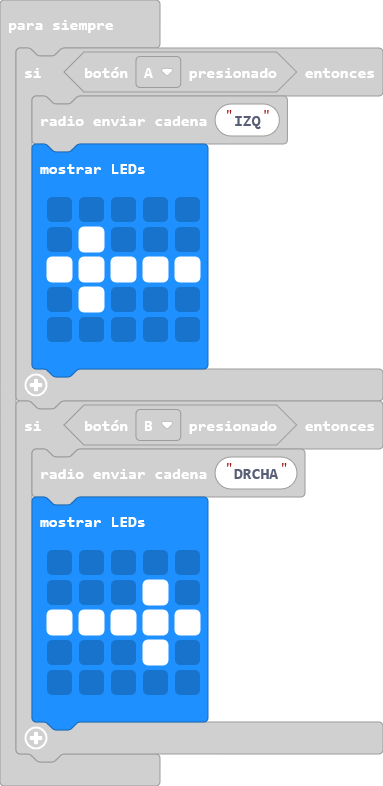 para siempre
si botón A presionado entonces
radio enviar cadena "IZQ"
mostrar LEDs
si botón B presionado entonces
radio enviar cadena "DRCHA"
mostrar LEDs